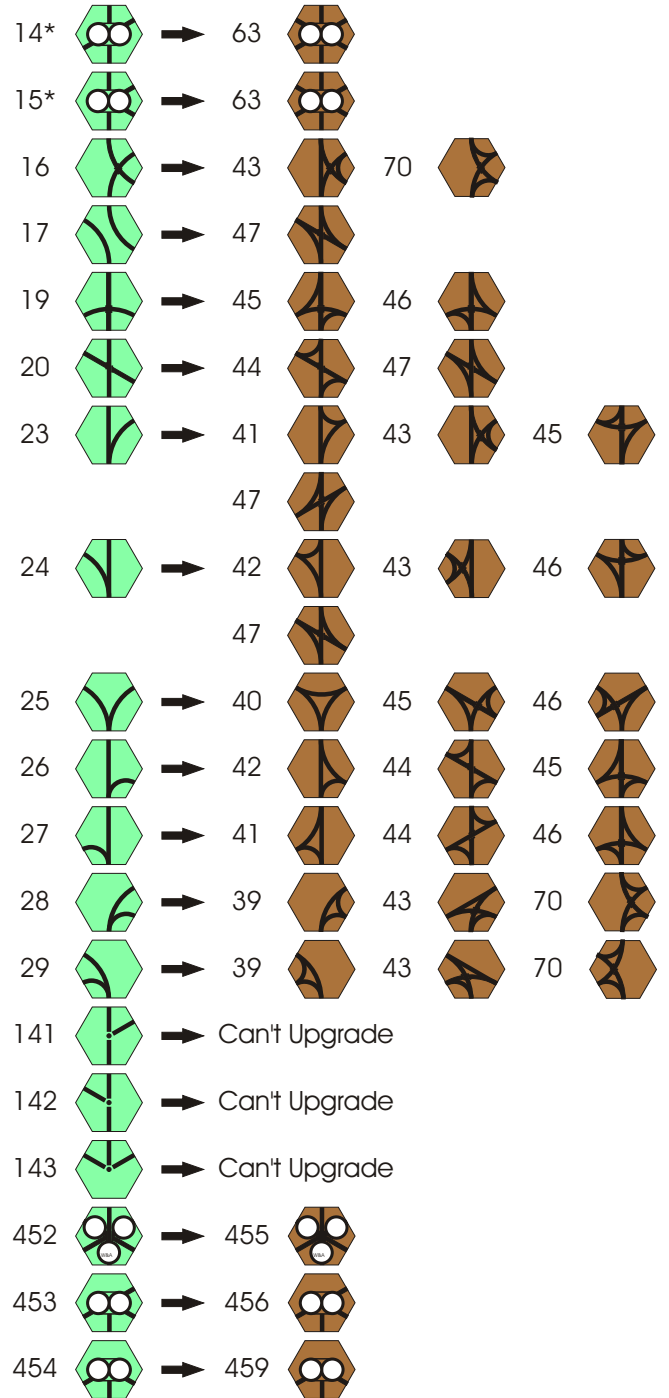 14* 63
15* 63
16 43 70
17 47
19 45 46
20 44 47
23 41 43 45
47
24 42 43 46
47
25 40 45 46
26 42 44 45
27 41 44 46
28 39 43 70
29 39 43 70
141 Can't Upgrade
142 Can't Upgrade
143 Can't Upgrade
452 W&A 455 W&A
453 456
454 459